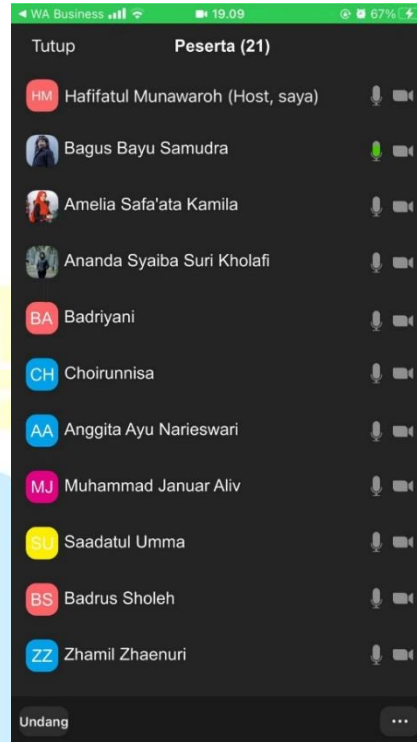 ◀ WA Business 19.09 67%
Tutup Peserta (21)
HM Hafifatul Munawaroh (Host, saya)
Bagus Bayu Samudra
Amelia Safa'ata Kamila
Ananda Syaiba Suri Kholafi
BA Badriyani
CH Choirunnisa
AA Anggita Ayu Narieswari
MJ Muhammad Januar Aliv
SU Saadatul Umma
BS Badrus Sholeh
ZZ Zhamil Zhaenuri
Undang ...